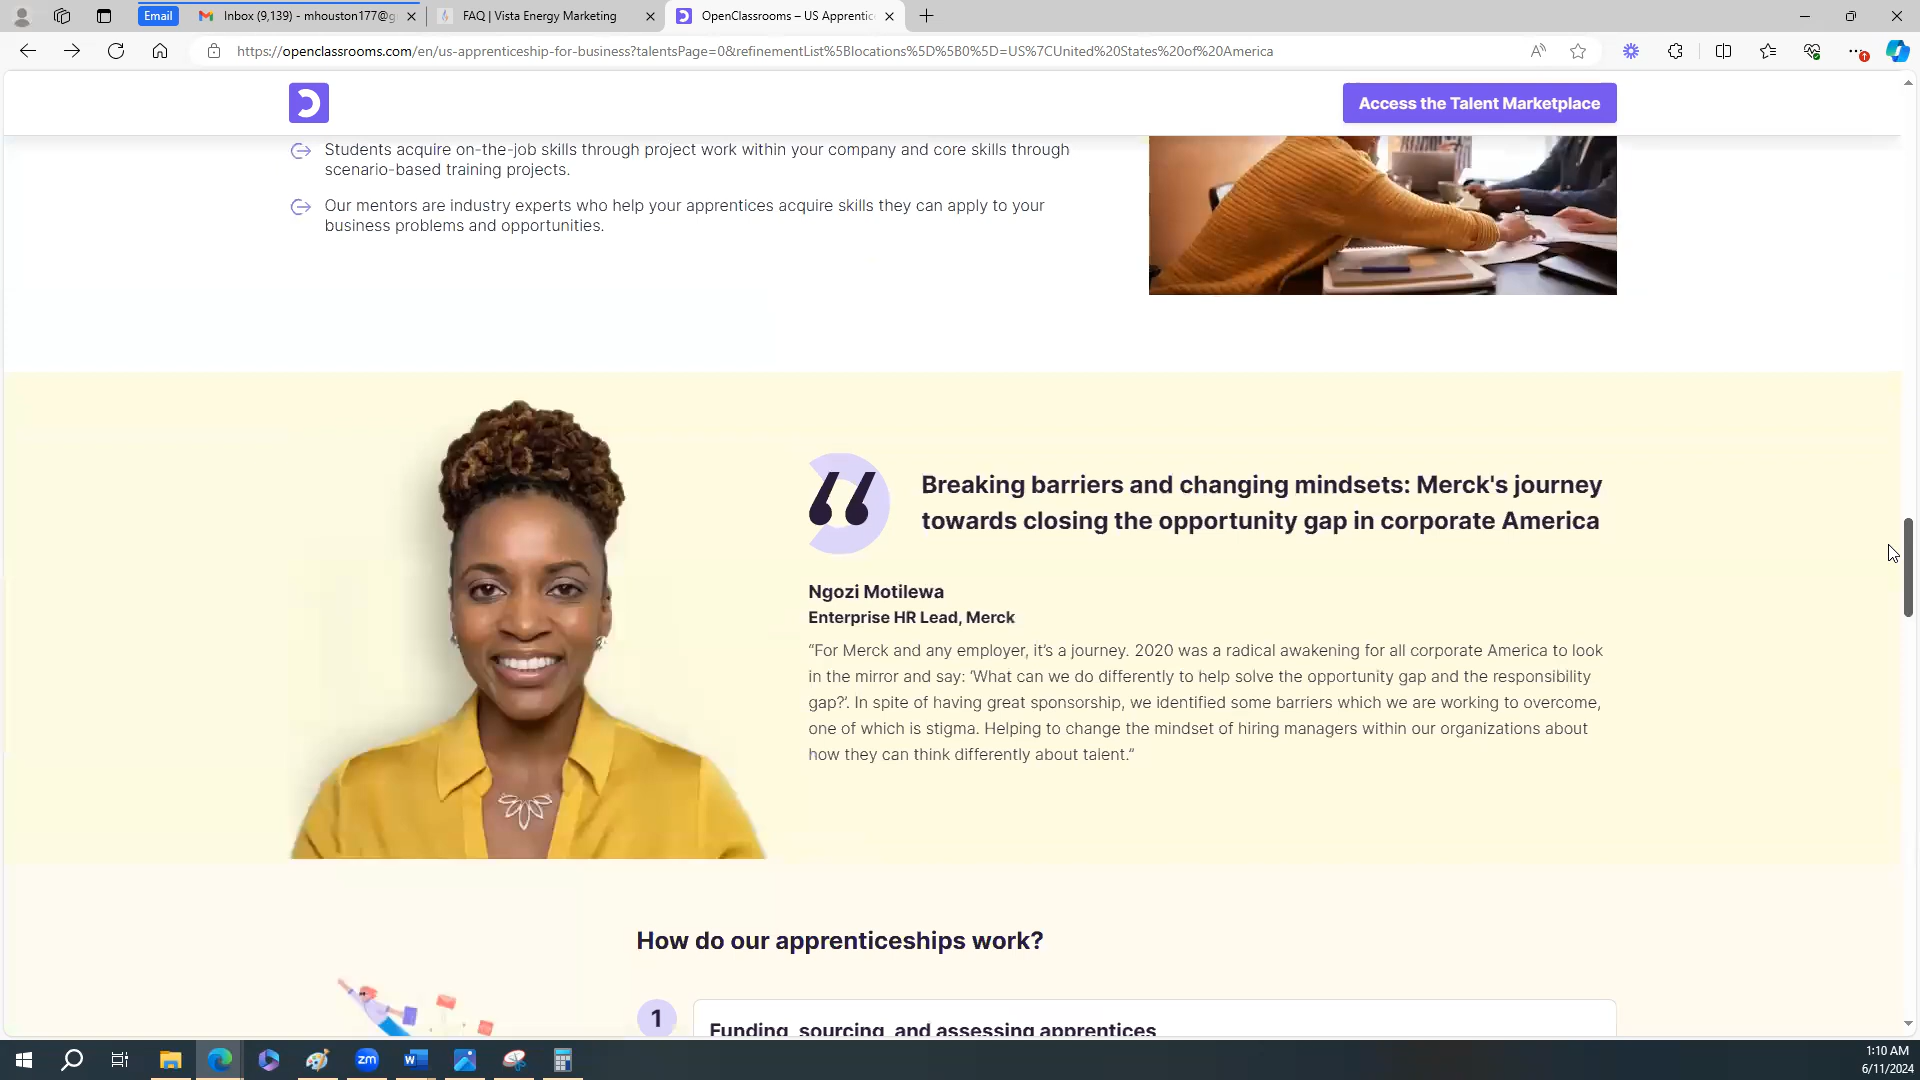 Email
Inbox (9,139) - mhouston177@g
FAQ | Vista Energy Marketing
OpenClassrooms – US Apprentic
https://openclassrooms.com/en/us-apprenticeship-for-business?talentsPage=0&refinementList%5Blocations%5D%5B0%5D=US%7CUnited%20States%20of%20America
Access the Talent Marketplace
Students acquire on-the-job skills through project work within your company and core skills through
scenario-based training projects.
Our mentors are industry experts who help your apprentices acquire skills they can apply to your
business problems and opportunities.
Breaking barriers and changing mindsets: Merck's journey
towards closing the opportunity gap in corporate America
Ngozi Motilewa
Enterprise HR Lead, Merck
“For Merck and any employer, it’s a journey. 2020 was a radical awakening for all corporate America to look
in the mirror and say: ‘What can we do differently to help solve the opportunity gap and the responsibility
gap?’. In spite of having great sponsorship, we identified some barriers which we are working to overcome,
one of which is stigma. Helping to change the mindset of hiring managers within our organizations about
how they can think differently about talent.”
How do our apprenticeships work?
1
Funding, sourcing, and assessing apprentices
zm
W
1:10 AM
6/11/2024